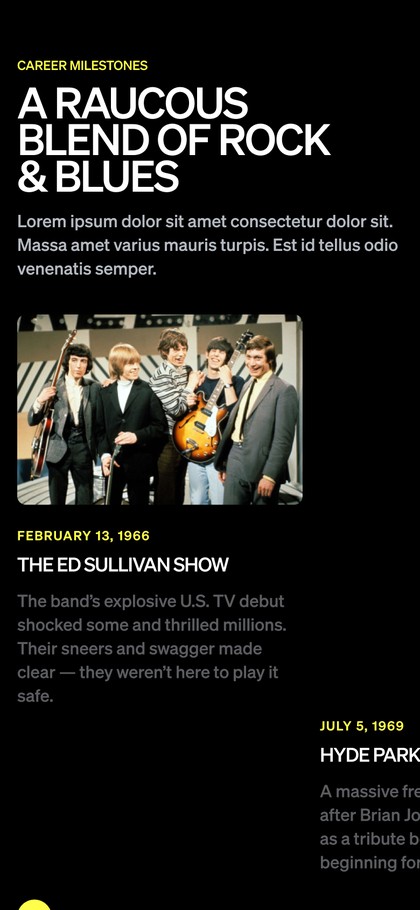 CAREER MILESTONES
A RAUCOUS
BLEND OF ROCK
& BLUES
Lorem ipsum dolor sit amet consectetur dolor sit.
Massa amet varius mauris turpis. Est id tellus odio
venenatis semper.
FEBRUARY 13, 1966
THE ED SULLIVAN SHOW
The band’s explosive U.S. TV debut
shocked some and thrilled millions.
Their sneers and swagger made
clear — they weren’t here to play it
safe.
JULY 5, 1969
HYDE PARK
A massive fre
after Brian Jo
as a tribute b
beginning for